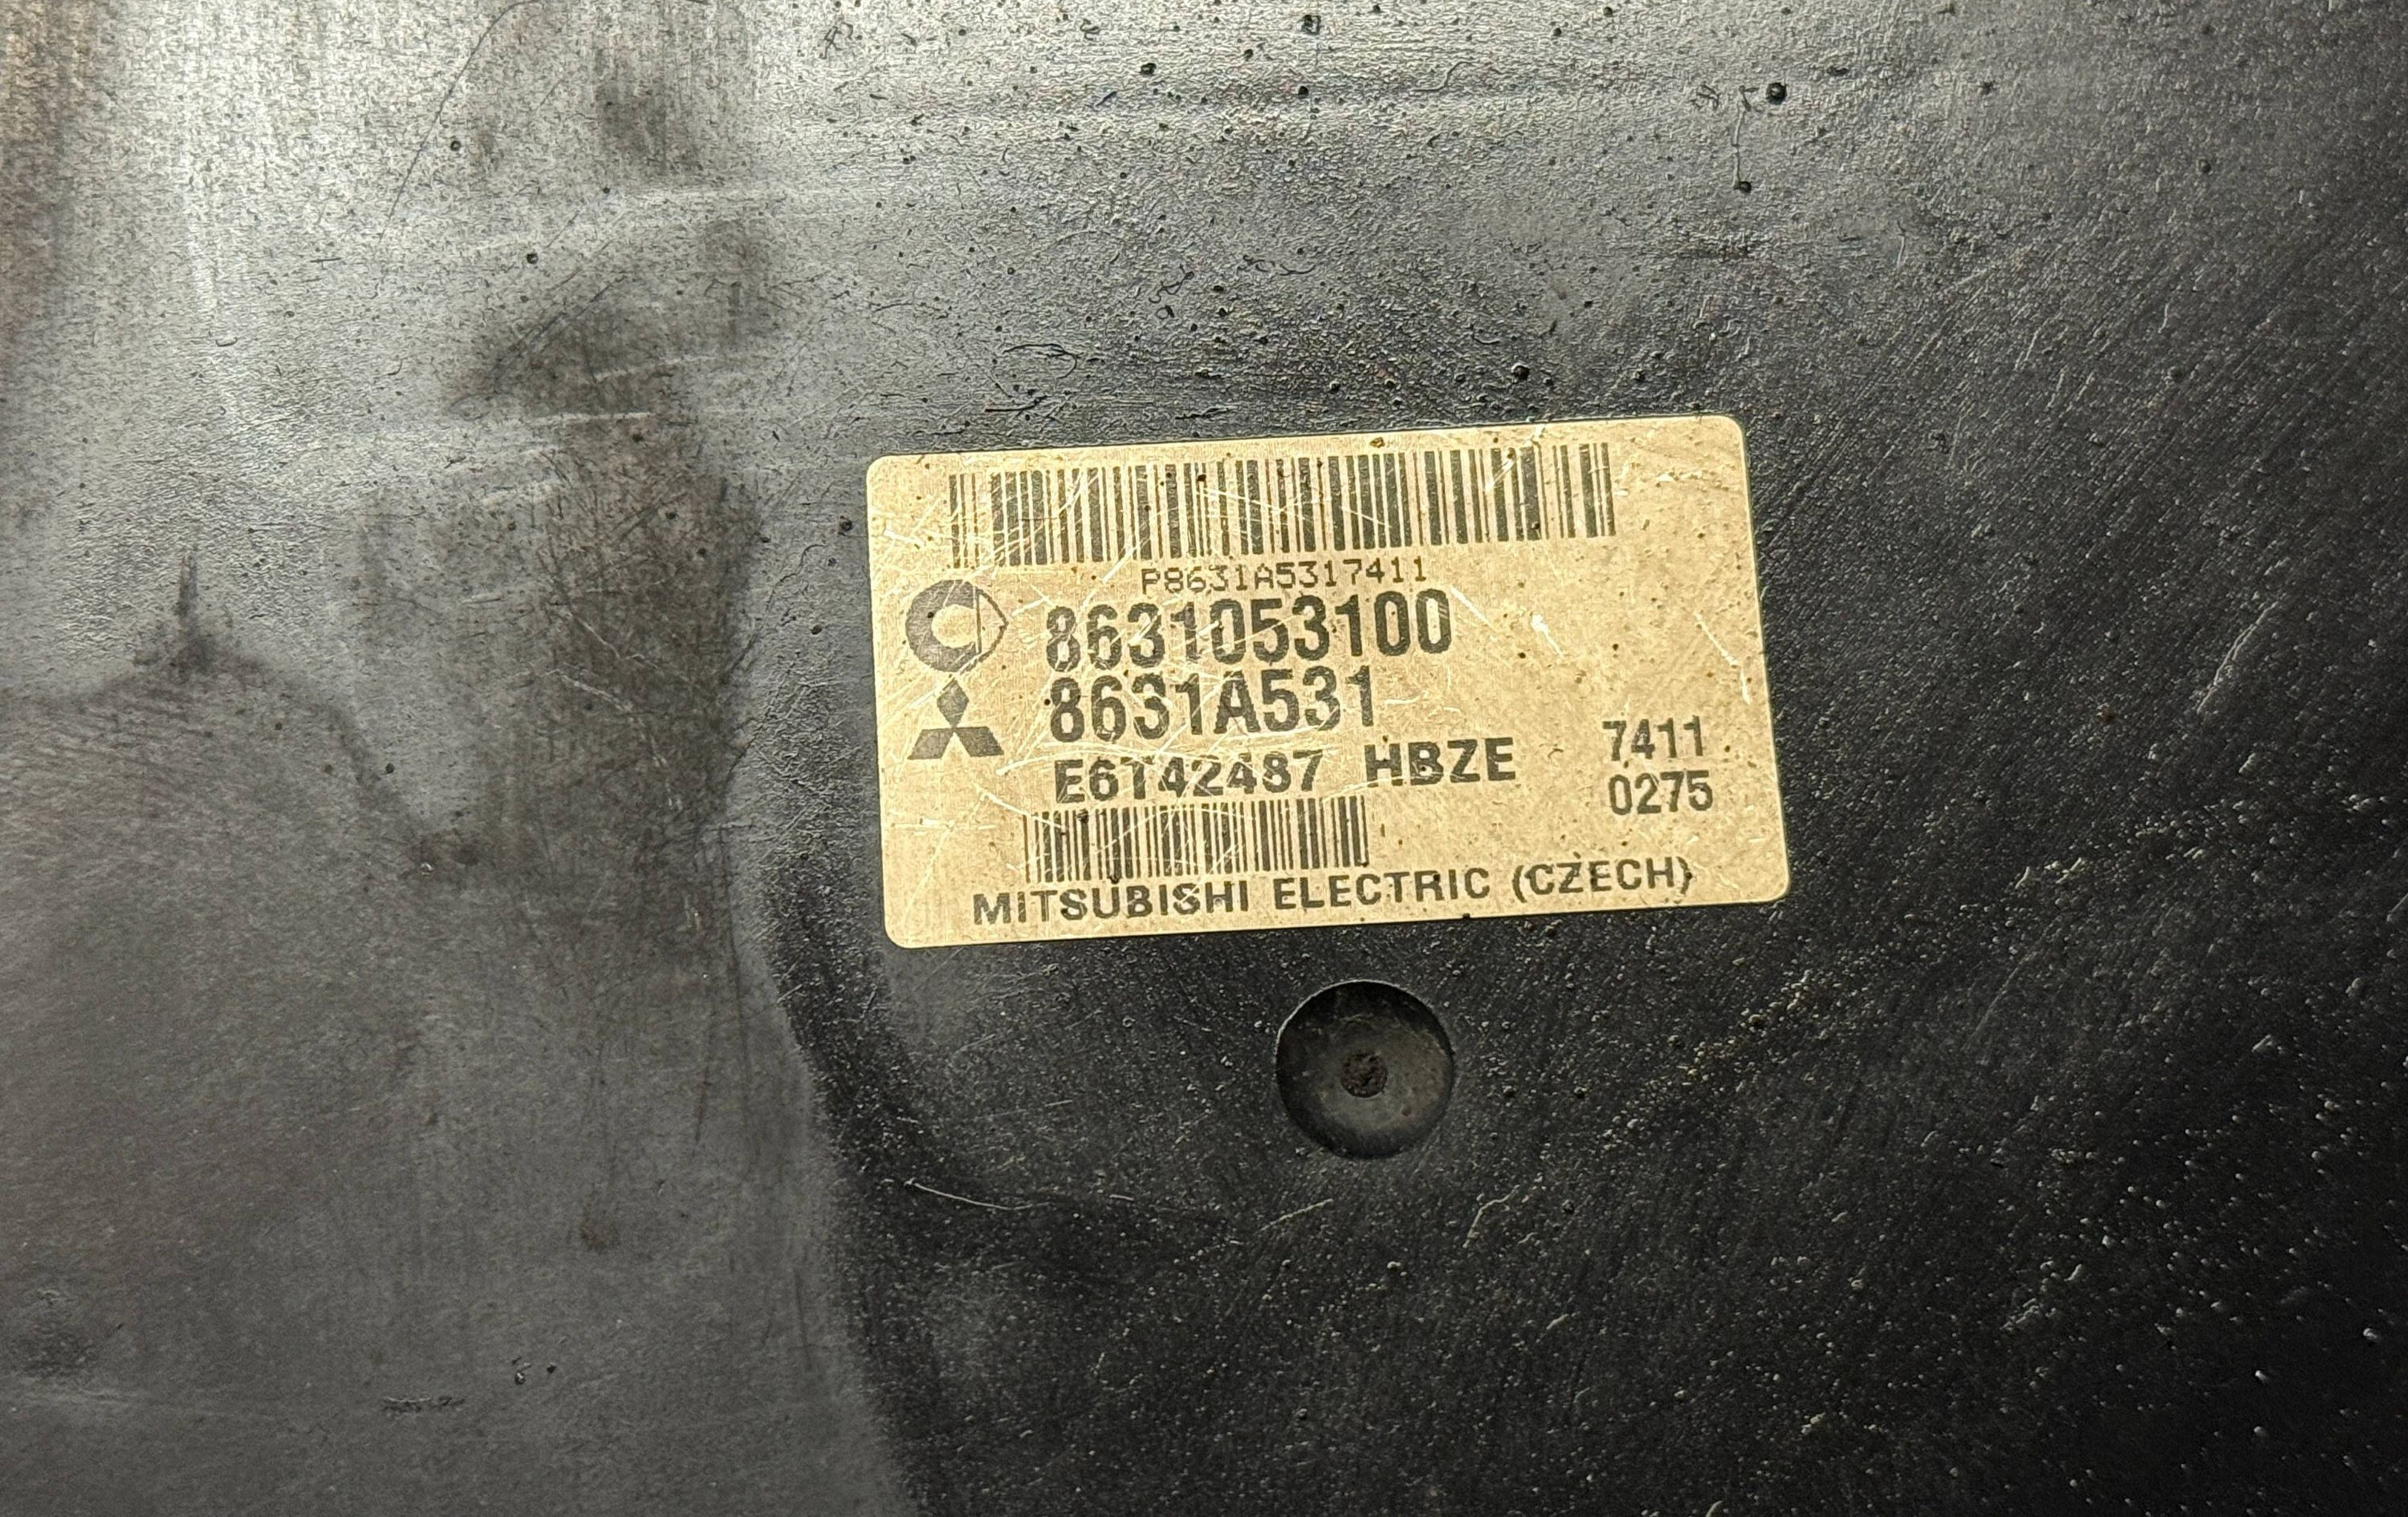 P8631A5317411
8631053100
8631A531
E6T42487 HBZE 7411
0275
MITSUBISHI ELECTRIC (CZECH)